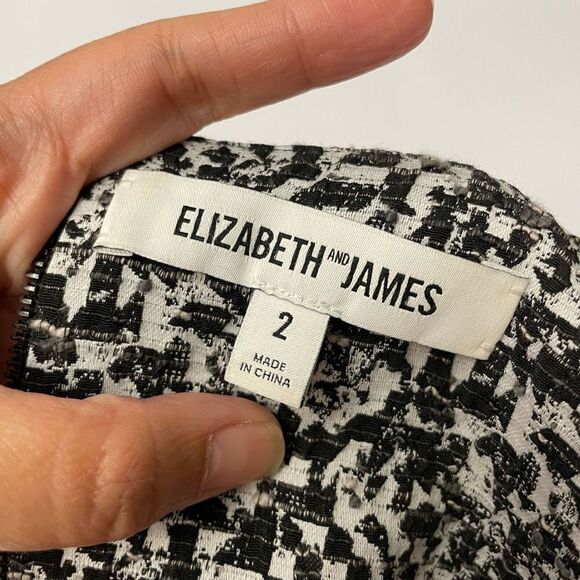 ELIZABETH AND JAMES
2
MADE
IN CHINA